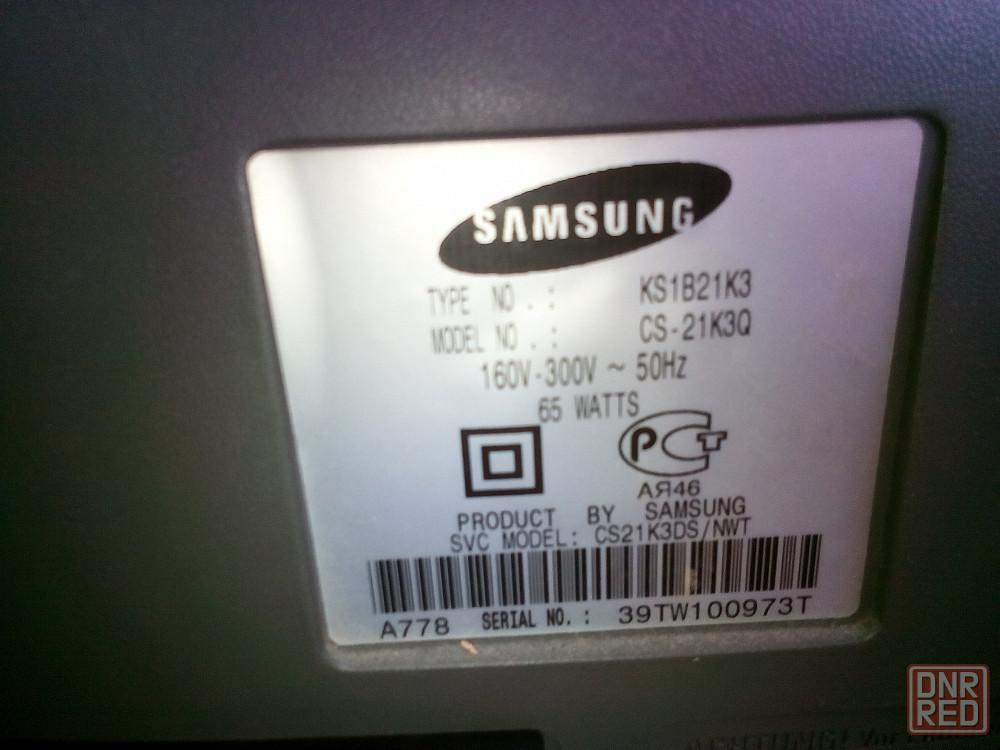 SAMSUNG
TYPE NO.: KS1B21K3
MODEL NO.: CS-21K3Q
160V-300V ~ 50Hz
65 WATTS
РСТ
АЯ46
PRODUCT BY SAMSUNG
SVC MODEL: CS21K3DS/NWT
A778 SERIAL NO.: 39TW100973T
DNR
RED